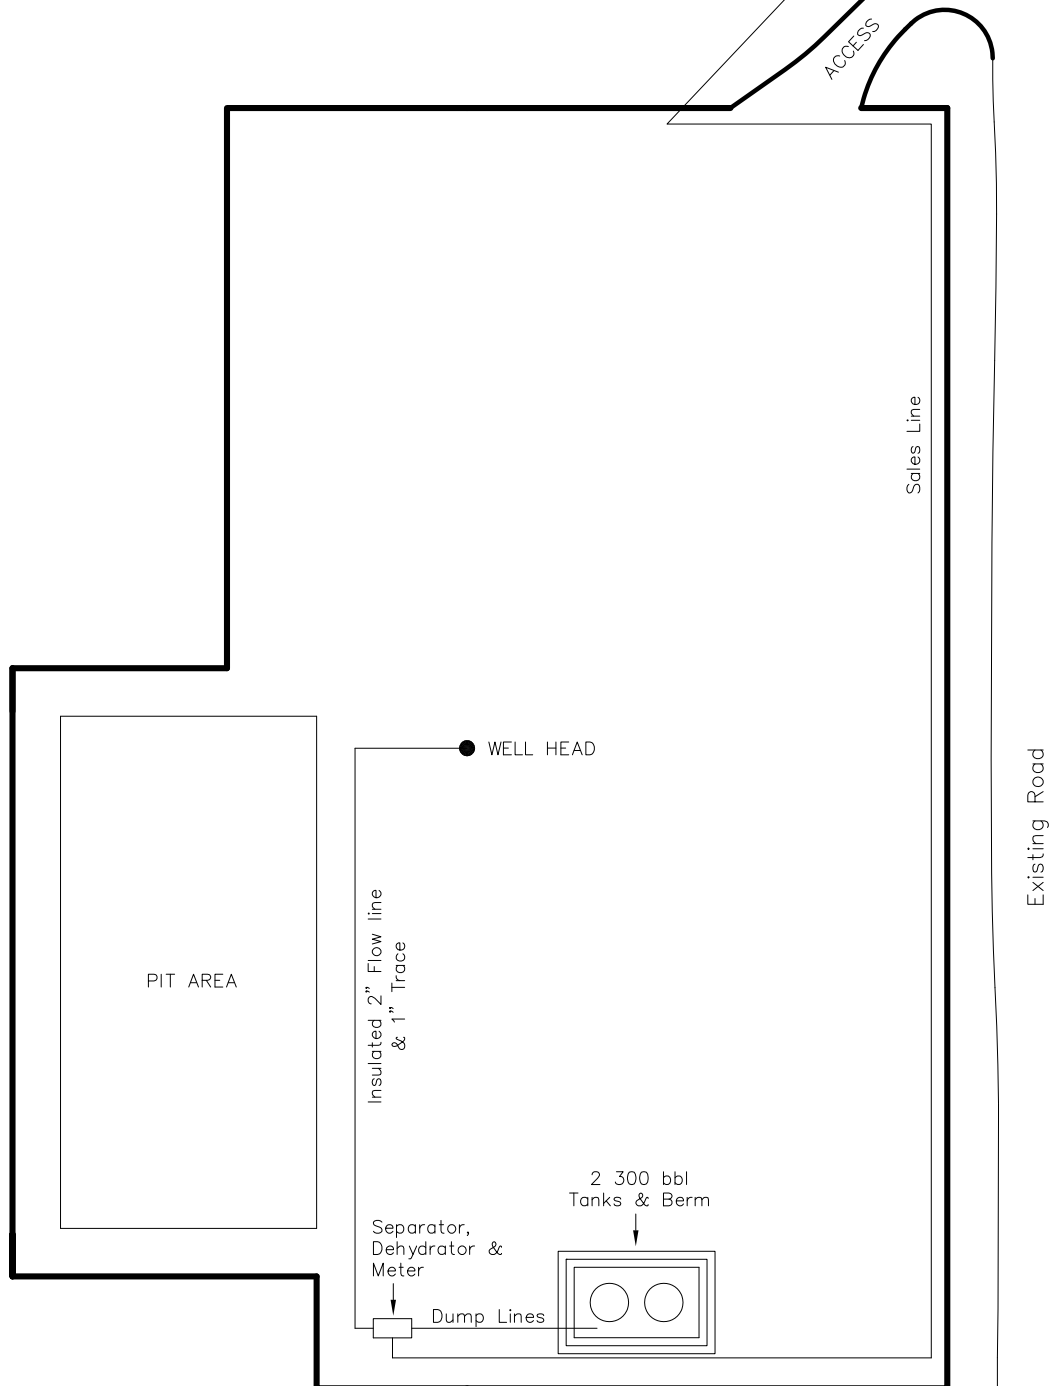 ACCESS
Sales Line
WELL HEAD
Existing Road
Insulated 2" Flow line
& 1" Trace
PIT AREA
2 300 bbl
Tanks & Berm
Separator,
Dehydrator &
Meter
Dump Lines